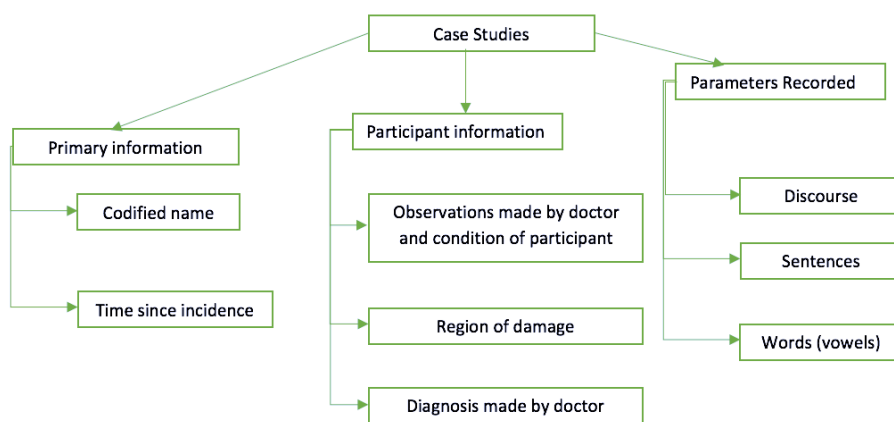 Case Studies
Primary information
Codified name
Time since incidence
Participant information
Observations made by doctor
and condition of participant
Region of damage
Diagnosis made by doctor
Parameters Recorded
Discourse
Sentences
Words (vowels)